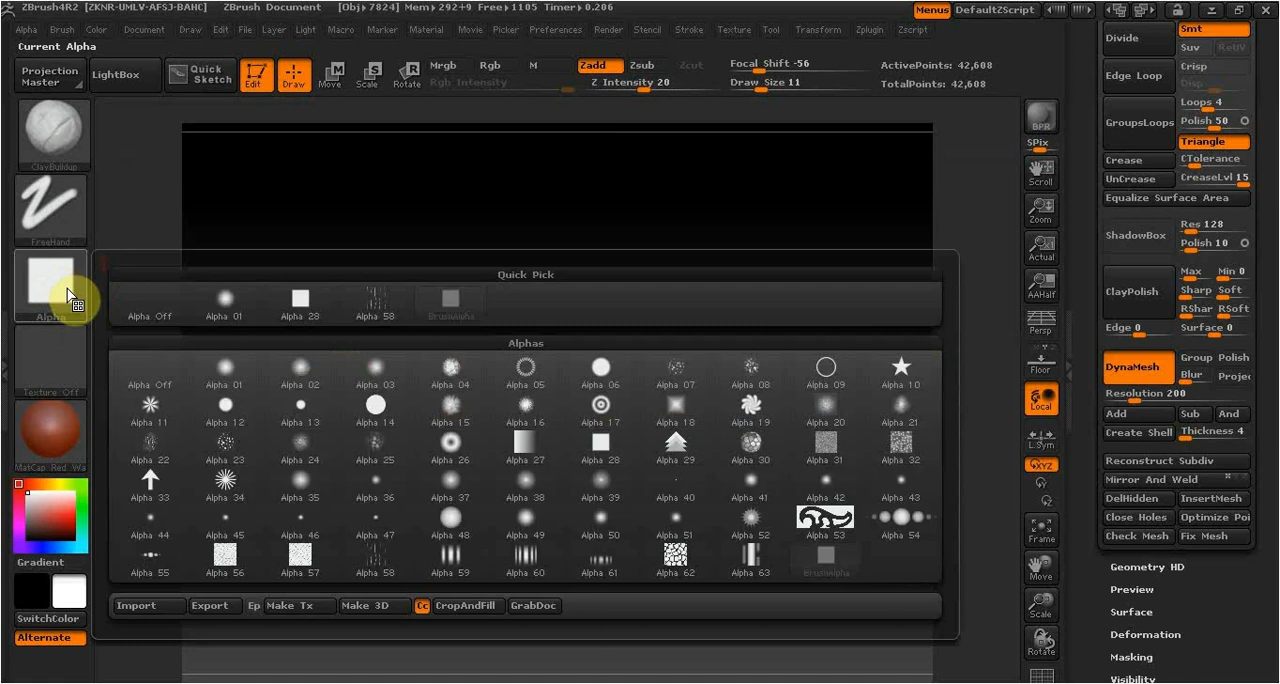 ZBrush4R2 [ZKNR-UMLV-AFSJ-BAHC] ZBrush Document [Obj▸7824] Mem▸292+9 Free▸1105 Timer▸0.206 Menus DefaultZScript
Alpha Brush Color Document Draw Edit File Layer Light Macro Marker Material Movie Picker Preferences Render Stencil Stroke Texture Tool Transform Zplugin Zscript
Current Alpha
Projection Master
LightBox
Quick Sketch
Edit Draw Move Scale Rotate
Mrgb Rgb M Zadd Zsub Zcut
Rgb Intensity Z Intensity 20
Focal Shift -56
Draw Size 11
ActivePoints: 42,608
TotalPoints: 42,608
ClayBuildup
FreeHand
Alpha
Texture Off
MatCap Red Wa
Gradient
SwitchColor
Alternate
Quick Pick
Alpha Off Alpha 01 Alpha 28 Alpha 58 BrushAlpha
Alphas
Alpha Off Alpha 01 Alpha 02 Alpha 03 Alpha 04 Alpha 05 Alpha 06 Alpha 07 Alpha 08 Alpha 09 Alpha 10
Alpha 11 Alpha 12 Alpha 13 Alpha 14 Alpha 15 Alpha 16 Alpha 17 Alpha 18 Alpha 19 Alpha 20 Alpha 21
Alpha 22 Alpha 23 Alpha 24 Alpha 25 Alpha 26 Alpha 27 Alpha 28 Alpha 29 Alpha 30 Alpha 31 Alpha 32
Alpha 33 Alpha 34 Alpha 35 Alpha 36 Alpha 37 Alpha 38 Alpha 39 Alpha 40 Alpha 41 Alpha 42 Alpha 43
Alpha 44 Alpha 45 Alpha 46 Alpha 47 Alpha 48 Alpha 49 Alpha 50 Alpha 51 Alpha 52 Alpha 53 Alpha 54
Alpha 55 Alpha 56 Alpha 57 Alpha 58 Alpha 59 Alpha 60 Alpha 61 Alpha 62 Alpha 63 BrushAlpha
Import Export Ep Make Tx Make 3D Cc CropAndFill GrabDoc
BPR
SPix
Scroll
Zoom
Actual
AAHalf
Persp
Floor
Local
L.Sym
XYZ
Frame
Move
Scale
Rotate
Divide Smt
Suv ReUV
Edge Loop Crisp
Disp
GroupsLoops Loops 4
Polish 50
Triangle
Crease CTolerance
UnCrease CreaseLvl 15
Equalize Surface Area
ShadowBox Res 128
Polish 10
ClayPolish Max Min 0
Sharp Soft
RShar RSoft
Edge 0 Surface 0
DynaMesh Group Polish
Blur Projec
Resolution 200
Add Sub And
Create Shell Thickness 4
Reconstruct Subdiv
Mirror And Weld
DelHidden InsertMesh
Close Holes Optimize Poi
Check Mesh Fix Mesh
Geometry HD
Preview
Surface
Deformation
Masking
Visibility